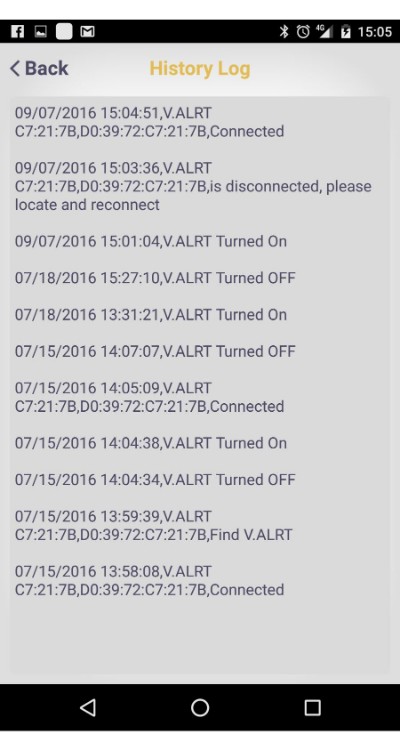 4G 15:05
Back History Log
09/07/2016 15:04:51,V.ALRT
C7:21:7B,D0:39:72:C7:21:7B,Connected
09/07/2016 15:03:36,V.ALRT
C7:21:7B,D0:39:72:C7:21:7B,is disconnected, please
locate and reconnect
09/07/2016 15:01:04,V.ALRT Turned On
07/18/2016 15:27:10,V.ALRT Turned OFF
07/18/2016 13:31:21,V.ALRT Turned On
07/15/2016 14:07:07,V.ALRT Turned OFF
07/15/2016 14:05:09,V.ALRT
C7:21:7B,D0:39:72:C7:21:7B,Connected
07/15/2016 14:04:38,V.ALRT Turned On
07/15/2016 14:04:34,V.ALRT Turned OFF
07/15/2016 13:59:39,V.ALRT
C7:21:7B,D0:39:72:C7:21:7B,Find V.ALRT
07/15/2016 13:58:08,V.ALRT
C7:21:7B,D0:39:72:C7:21:7B,Connected